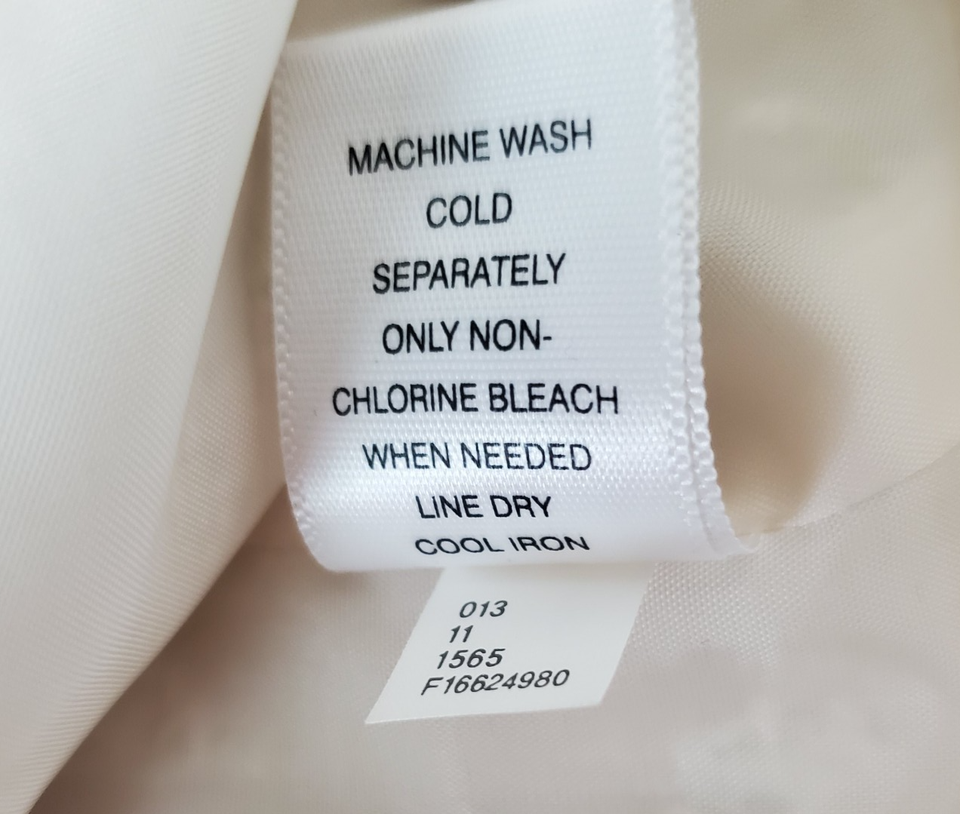 MACHINE WASH
COLD
SEPARATELY
ONLY NON-
CHLORINE BLEACH
WHEN NEEDED
LINE DRY
COOL IRON
013
11
1565
F16624980